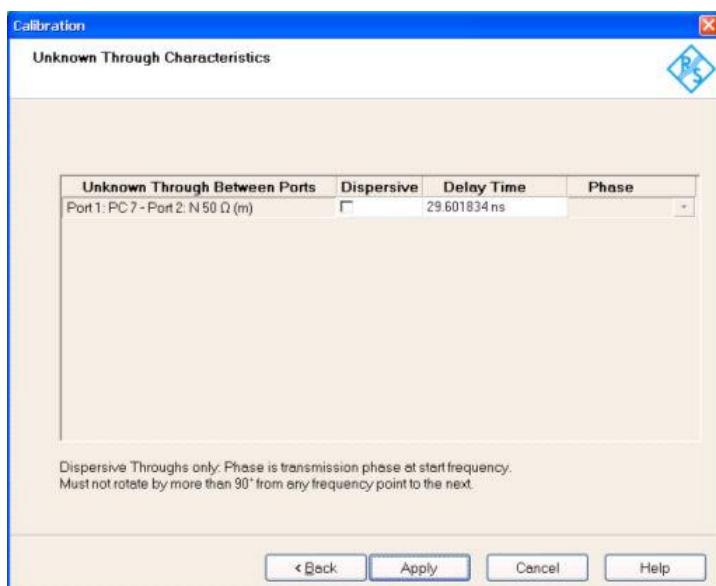 Calibration
Unknown Through Characteristics
R S
Unknown Through Between Ports Dispersive Delay Time Phase
Port 1: PC 7 - Port 2: N 50 Ω (m) 29.601834 ns
Dispersive Throughs only: Phase is transmission phase at start frequency.
Must not rotate by more than 90° from any frequency point to the next.
< Back Apply Cancel Help